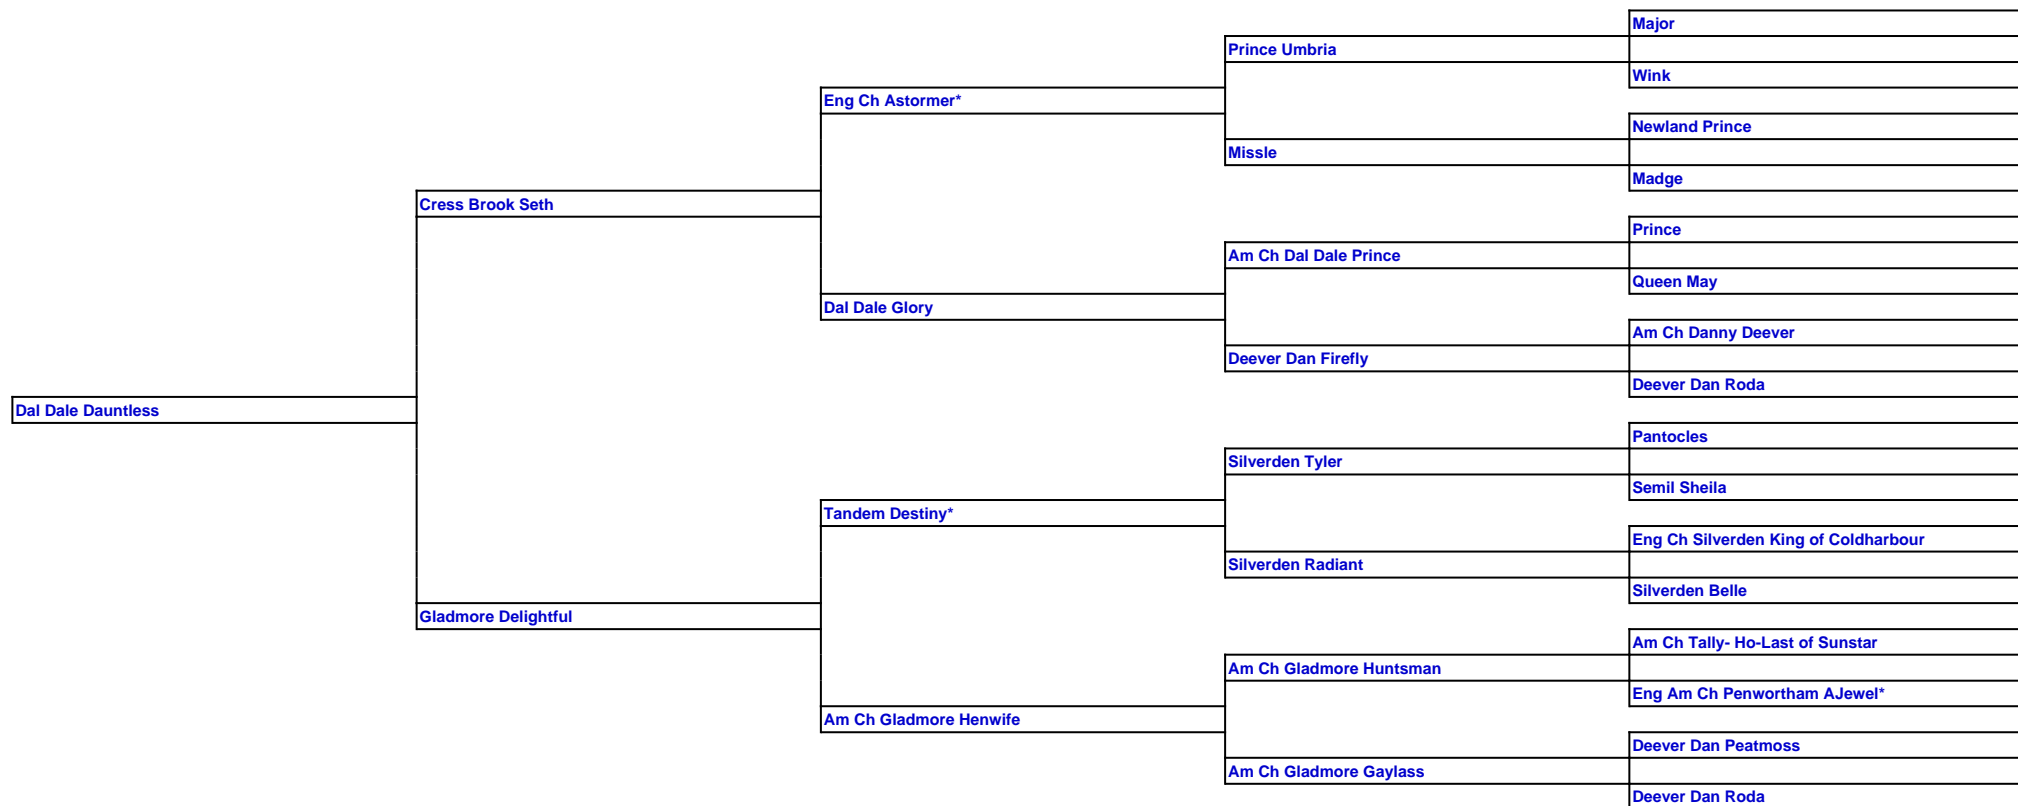 Major
Prince Umbria
Wink
Eng Ch Astormer*
Newland Prince
Missle
Madge
Cress Brook Seth
Prince
Am Ch Dal Dale Prince
Queen May
Dal Dale Glory
Am Ch Danny Deever
Deever Dan Firefly
Deever Dan Roda
Dal Dale Dauntless
Pantocles
Silverden Tyler
Semil Sheila
Tandem Destiny*
Eng Ch Silverden King of Coldharbour
Silverden Radiant
Silverden Belle
Gladmore Delightful
Am Ch Tally- Ho-Last of Sunstar
Am Ch Gladmore Huntsman
Eng Am Ch Penwortham AJewel*
Am Ch Gladmore Henwife
Deever Dan Peatmoss
Am Ch Gladmore Gaylass
Deever Dan Roda